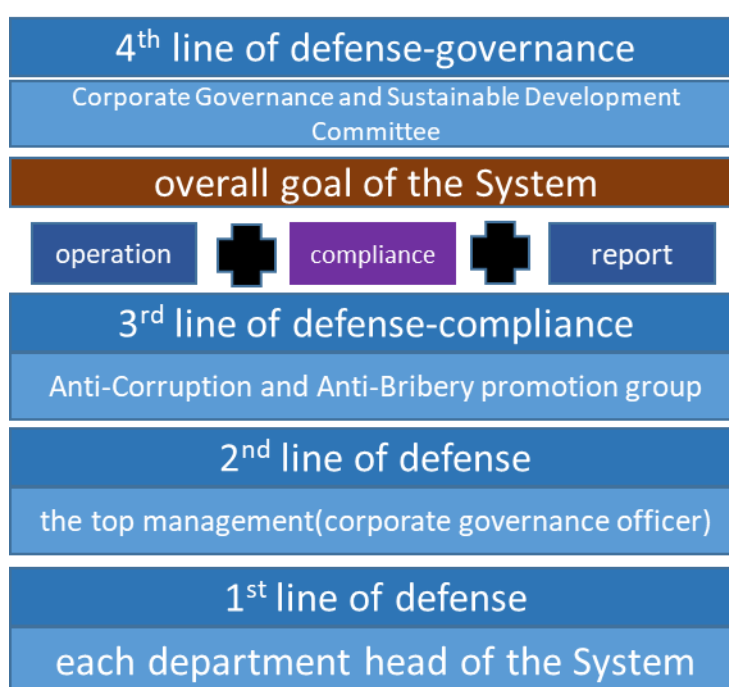 4th line of defense-governance
Corporate Governance and Sustainable Development
Committee
overall goal of the System
operation
compliance
report
3rd line of defense-compliance
Anti-Corruption and Anti-Bribery promotion group
2nd line of defense
the top management(corporate governance officer)
1st line of defense
each department head of the System